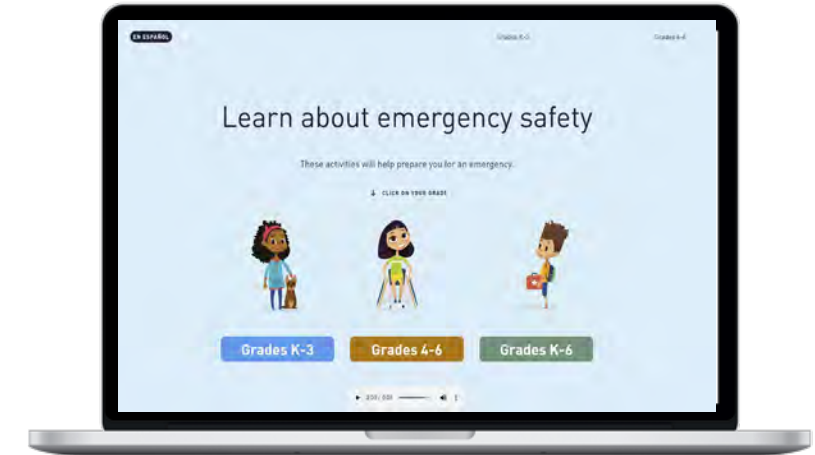 EN ESPAÑOL
Grades K-3
Grades 4-6
Learn about emergency safety
These activities will help prepare you for an emergency.
↓ CLICK ON YOUR GRADE
Grades K-3
Grades 4-6
Grades K-6